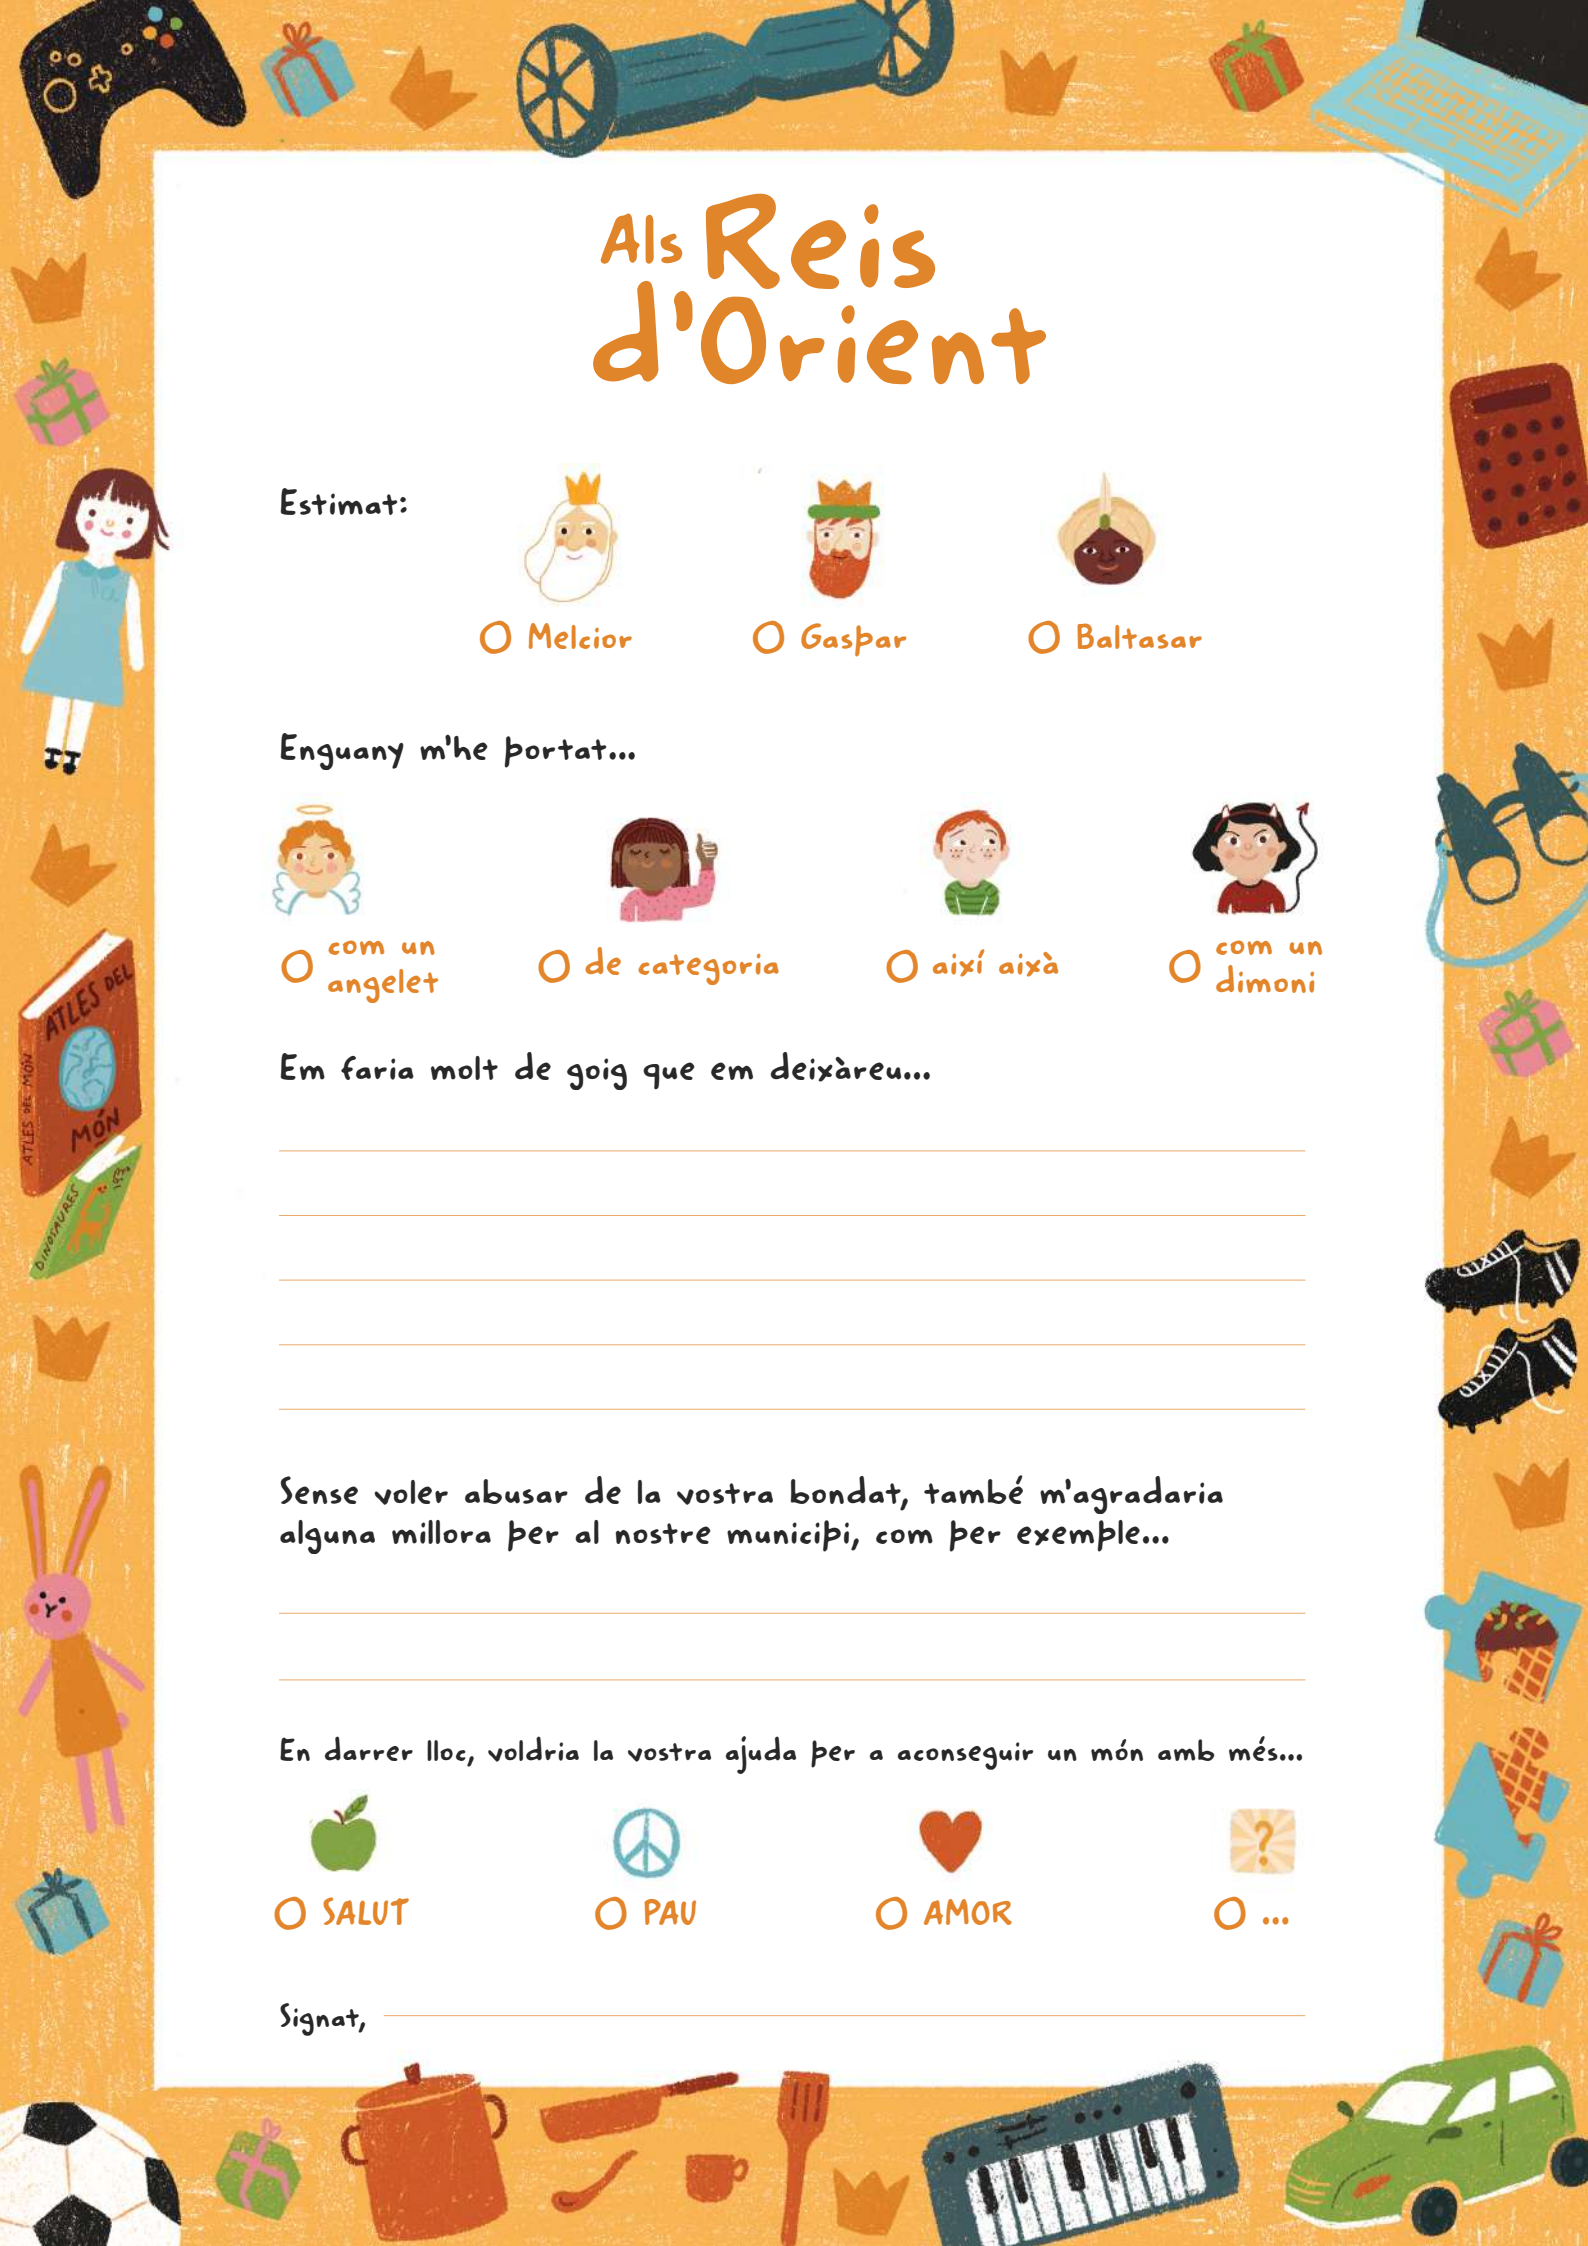 Als Reis
d'Orient
Estimat:
Melcior
Gaspar
Baltasar
Enguany m'he portat...
com un
angelet
de categoria
així aixà
com un
dimoni
Em faria molt de goig que em deixàreu...
Sense voler abusar de la vostra bondat, també m'agradaria
alguna millora per al nostre municipi, com per exemple...
En darrer lloc, voldria la vostra ajuda per a aconseguir un món amb més...
?
SALUT
PAU
AMOR
...
Signat,
ATLES DEL
MÓN
ATLES DEL MÓN
DINOSAURES